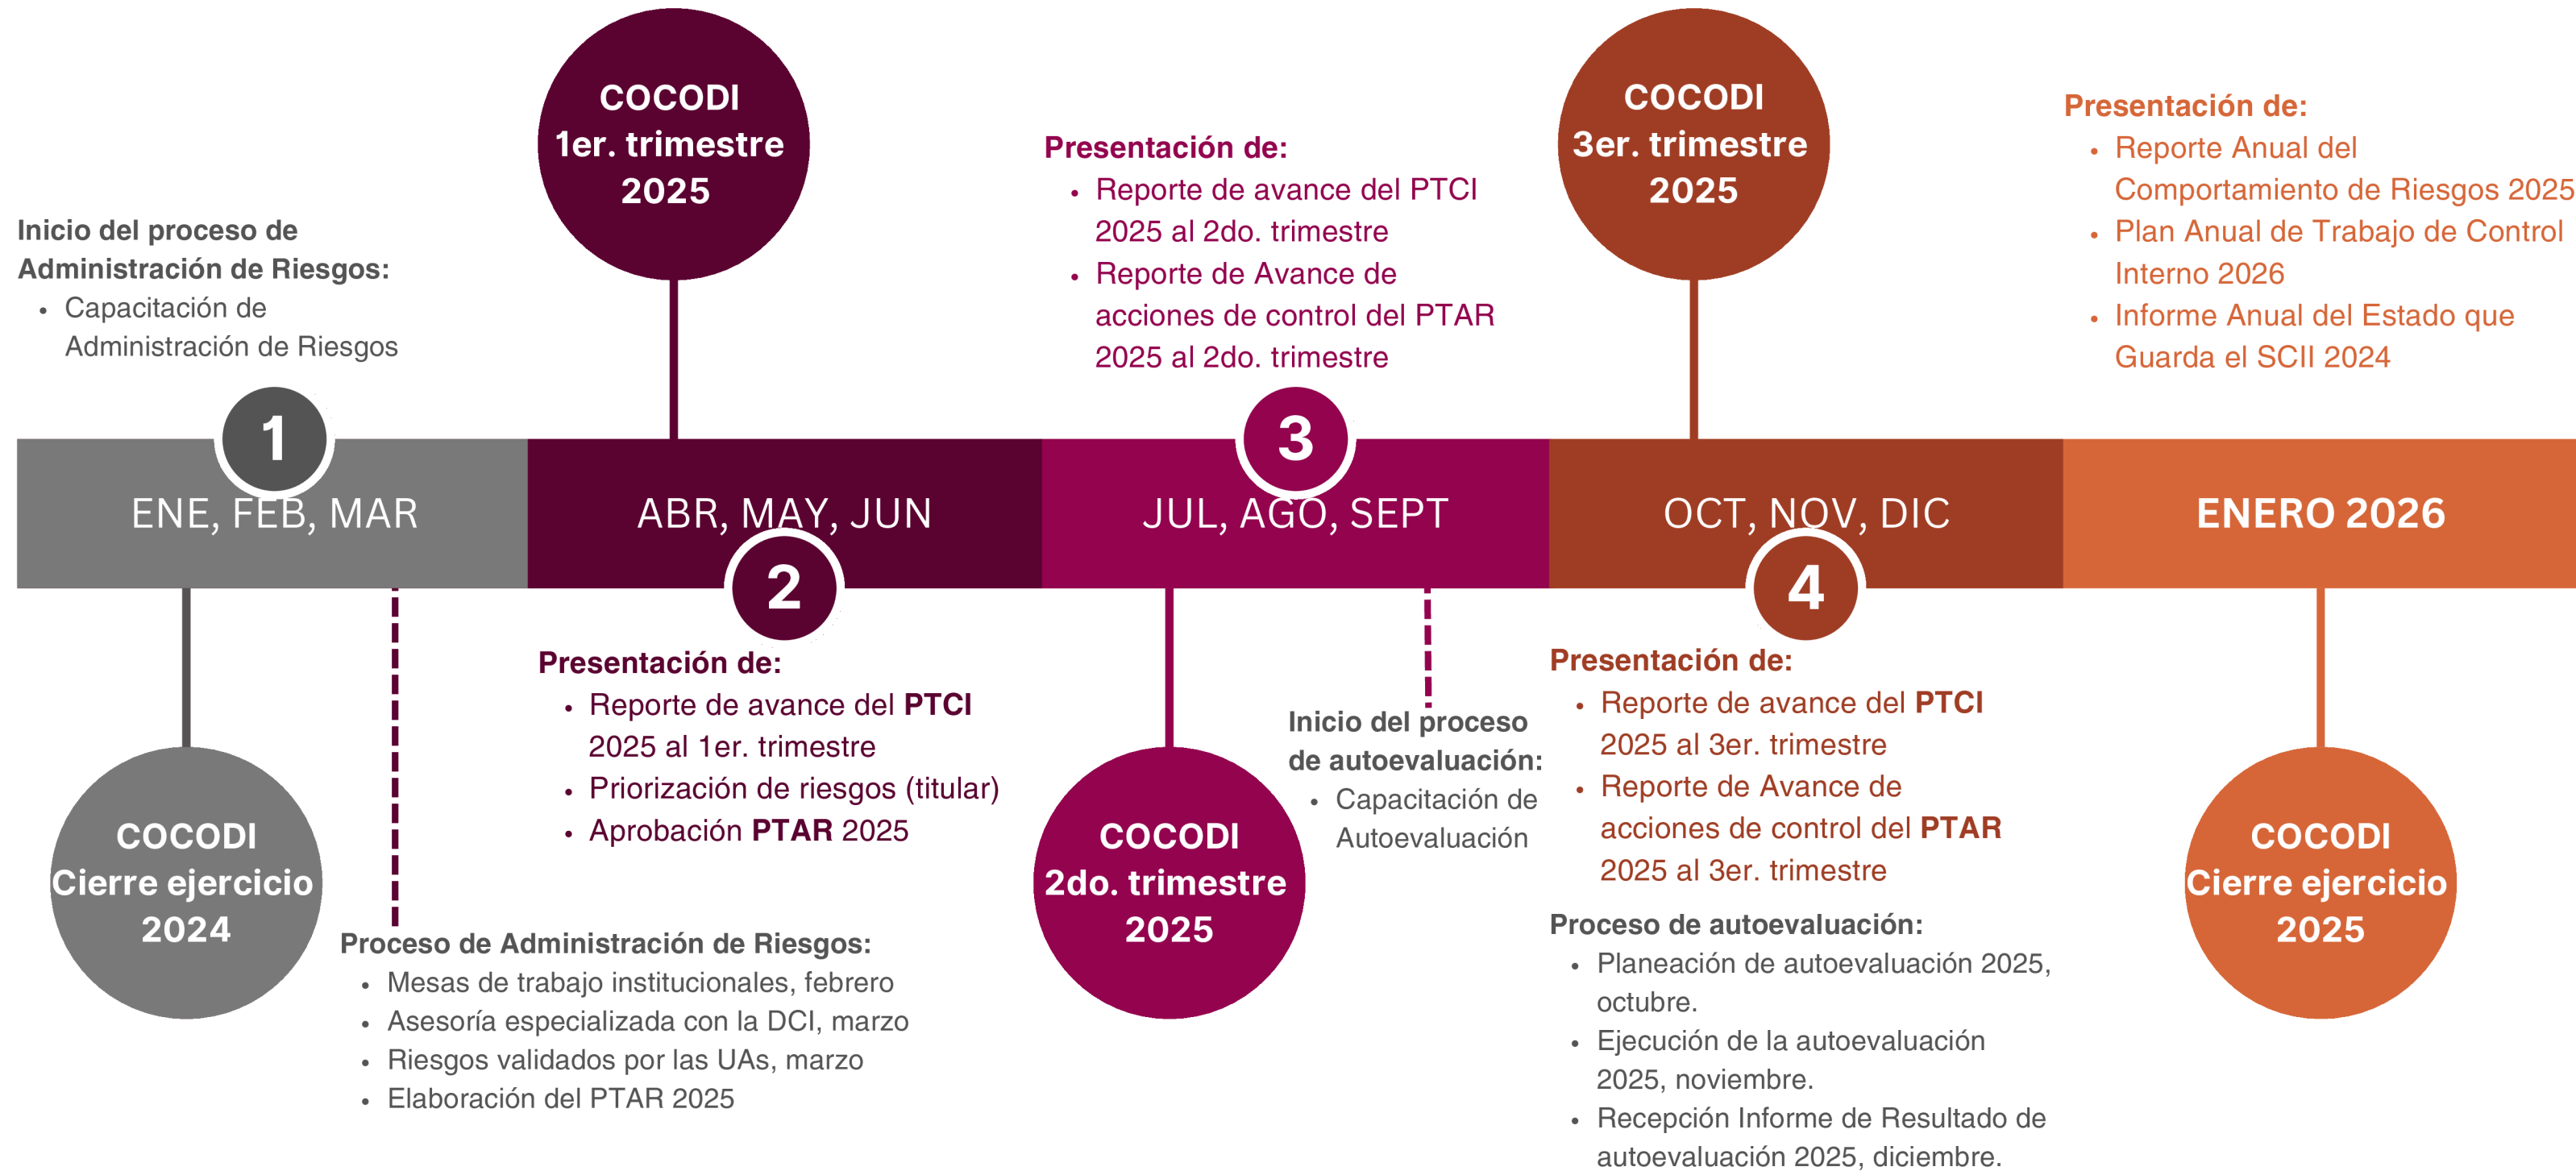 Inicio del proceso de
Administración de Riesgos:
• Capacitación de
Administración de Riesgos
1
ENE, FEB, MAR
COCODI
Cierre ejercicio
2024
Proceso de Administración de Riesgos:
• Mesas de trabajo institucionales, febrero
• Asesoría especializada con la DCI, marzo
• Riesgos validados por las UAs, marzo
• Elaboración del PTAR 2025
COCODI
1er. trimestre
2025
ABR, MAY, JUN
2
Presentación de:
• Reporte de avance del PTCI
2025 al 1er. trimestre
• Priorización de riesgos (titular)
• Aprobación PTAR 2025
Presentación de:
• Reporte de avance del PTCI
2025 al 2do. trimestre
• Reporte de Avance de
acciones de control del PTAR
2025 al 2do. trimestre
3
JUL, AGO, SEPT
COCODI
2do. trimestre
2025
Inicio del proceso
de autoevaluación:
• Capacitación de
Autoevaluación
COCODI
3er. trimestre
2025
OCT, NOV, DIC
4
Presentación de:
• Reporte de avance del PTCI
2025 al 3er. trimestre
• Reporte de Avance de
acciones de control del PTAR
2025 al 3er. trimestre
Proceso de autoevaluación:
• Planeación de autoevaluación 2025,
octubre.
• Ejecución de la autoevaluación
2025, noviembre.
• Recepción Informe de Resultado de
autoevaluación 2025, diciembre.
Presentación de:
• Reporte Anual del
Comportamiento de Riesgos 2025
• Plan Anual de Trabajo de Control
Interno 2026
• Informe Anual del Estado que
Guarda el SCII 2024
ENERO 2026
COCODI
Cierre ejercicio
2025